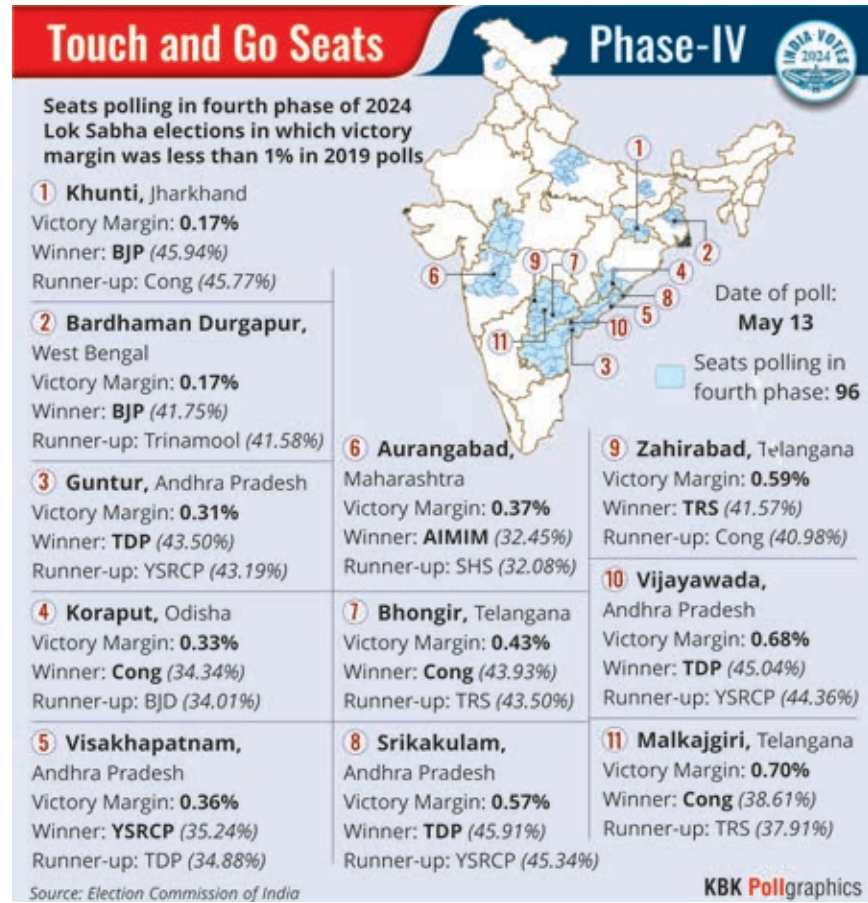 Touch and Go Seats
Phase-IV
INDIA-VOTES
2024
Seats polling in fourth phase of 2024
Lok Sabha elections in which victory
margin was less than 1% in 2019 polls
1 Khunti, Jharkhand
Victory Margin: 0.17%
Winner: BJP (45.94%)
Runner-up: Cong (45.77%)
2 Bardhaman Durgapur,
West Bengal
Victory Margin: 0.17%
Winner: BJP (41.75%)
Runner-up: Trinamool (41.58%)
3 Guntur, Andhra Pradesh
Victory Margin: 0.31%
Winner: TDP (43.50%)
Runner-up: YSRCP (43.19%)
4 Koraput, Odisha
Victory Margin: 0.33%
Winner: Cong (34.34%)
Runner-up: BJD (34.01%)
5 Visakhapatnam,
Andhra Pradesh
Victory Margin: 0.36%
Winner: YSRCP (35.24%)
Runner-up: TDP (34.88%)
1
2
6
9
7
4
8
5
10
11
3
Date of poll:
May 13
Seats polling in
fourth phase: 96
6 Aurangabad,
Maharashtra
Victory Margin: 0.37%
Winner: AIMIM (32.45%)
Runner-up: SHS (32.08%)
7 Bhongir, Telangana
Victory Margin: 0.43%
Winner: Cong (43.93%)
Runner-up: TRS (43.50%)
8 Srikakulam,
Andhra Pradesh
Victory Margin: 0.57%
Winner: TDP (45.91%)
Runner-up: YSRCP (45.34%)
9 Zahirabad, Telangana
Victory Margin: 0.59%
Winner: TRS (41.57%)
Runner-up: Cong (40.98%)
10 Vijayawada,
Andhra Pradesh
Victory Margin: 0.68%
Winner: TDP (45.04%)
Runner-up: YSRCP (44.36%)
11 Malkajgiri, Telangana
Victory Margin: 0.70%
Winner: Cong (38.61%)
Runner-up: TRS (37.91%)
Source: Election Commission of India
KBK Pollgraphics